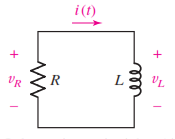 i(t)
+ +
v_R R L v_L
− −